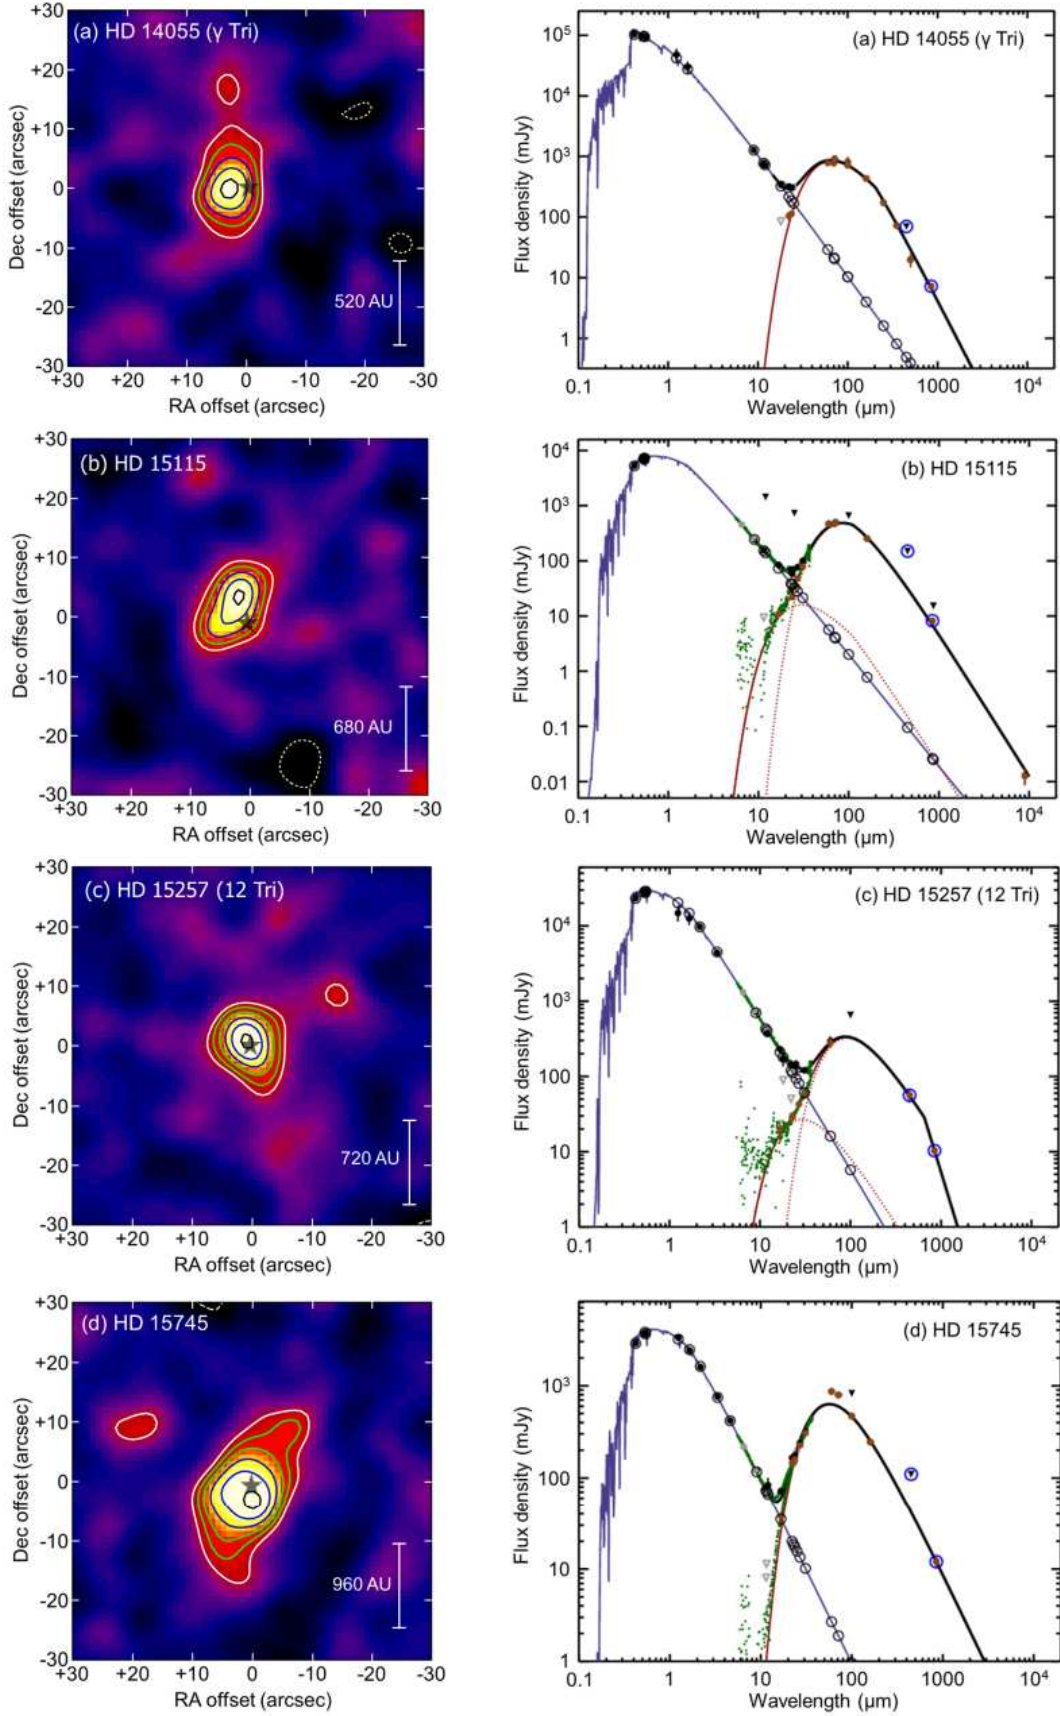 (a) HD 14055 (γ Tri)
+30
+20
+10
0
-10
-20
-30
Dec offset (arcsec)
520 AU
+30 +20 +10 0 -10 -20 -30
RA offset (arcsec)
(a) HD 14055 (γ Tri)
10⁵
10⁴
10³
100
10
1
Flux density (mJy)
0.1 1 10 100 1000 10⁴
Wavelength (µm)
(b) HD 15115
+30
+20
+10
0
-10
-20
-30
Dec offset (arcsec)
680 AU
+30 +20 +10 0 -10 -20 -30
RA offset (arcsec)
(b) HD 15115
10⁴
10³
100
10
1
0.1
0.01
Flux density (mJy)
0.1 1 10 100 1000 10⁴
Wavelength (µm)
(c) HD 15257 (12 Tri)
+30
+20
+10
0
-10
-20
-30
Dec offset (arcsec)
720 AU
+30 +20 +10 0 -10 -20 -30
RA offset (arcsec)
(c) HD 15257 (12 Tri)
10⁴
10³
100
10
1
Flux density (mJy)
0.1 1 10 100 1000 10⁴
Wavelength (µm)
(d) HD 15745
+30
+20
+10
0
-10
-20
-30
Dec offset (arcsec)
960 AU
+30 +20 +10 0 -10 -20 -30
RA offset (arcsec)
(d) HD 15745
10³
100
10
1
Flux density (mJy)
0.1 1 10 100 1000 10⁴
Wavelength (µm)